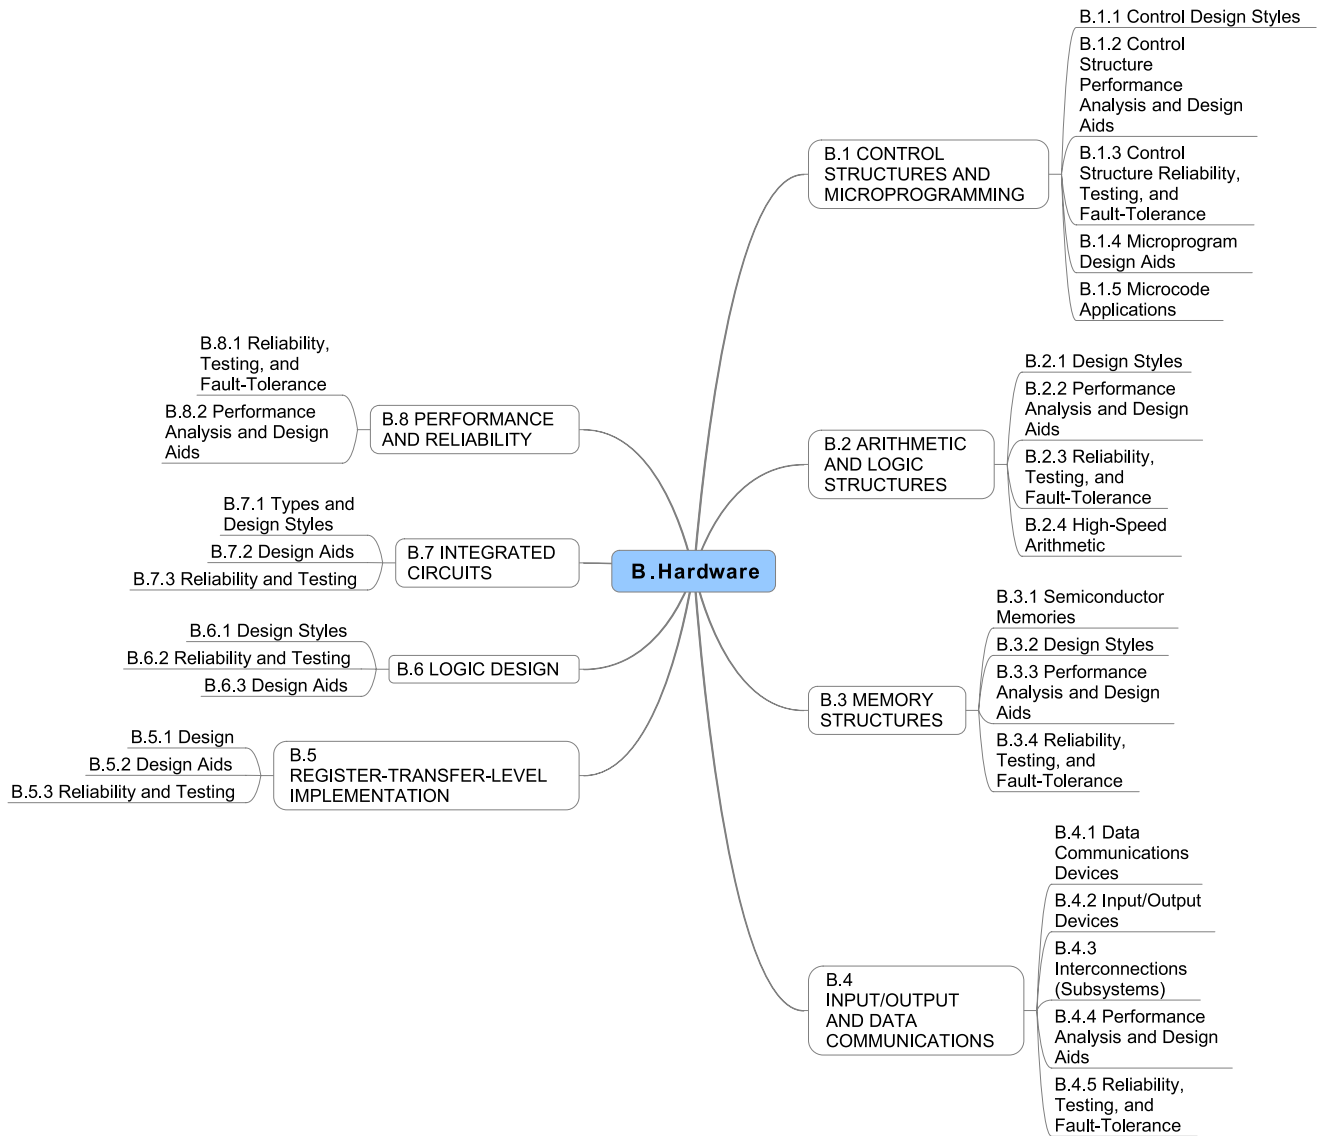 B.Hardware
B.1 CONTROL
STRUCTURES AND
MICROPROGRAMMING
B.1.1 Control Design Styles
B.1.2 Control
Structure
Performance
Analysis and Design
Aids
B.1.3 Control
Structure Reliability,
Testing, and
Fault-Tolerance
B.1.4 Microprogram
Design Aids
B.1.5 Microcode
Applications
B.2 ARITHMETIC
AND LOGIC
STRUCTURES
B.2.1 Design Styles
B.2.2 Performance
Analysis and Design
Aids
B.2.3 Reliability,
Testing, and
Fault-Tolerance
B.2.4 High-Speed
Arithmetic
B.3 MEMORY
STRUCTURES
B.3.1 Semiconductor
Memories
B.3.2 Design Styles
B.3.3 Performance
Analysis and Design
Aids
B.3.4 Reliability,
Testing, and
Fault-Tolerance
B.4
INPUT/OUTPUT
AND DATA
COMMUNICATIONS
B.4.1 Data
Communications
Devices
B.4.2 Input/Output
Devices
B.4.3
Interconnections
(Subsystems)
B.4.4 Performance
Analysis and Design
Aids
B.4.5 Reliability,
Testing, and
Fault-Tolerance
B.5
REGISTER-TRANSFER-LEVEL
IMPLEMENTATION
B.5.1 Design
B.5.2 Design Aids
B.5.3 Reliability and Testing
B.6 LOGIC DESIGN
B.6.1 Design Styles
B.6.2 Reliability and Testing
B.6.3 Design Aids
B.7 INTEGRATED
CIRCUITS
B.7.1 Types and
Design Styles
B.7.2 Design Aids
B.7.3 Reliability and Testing
B.8 PERFORMANCE
AND RELIABILITY
B.8.1 Reliability,
Testing, and
Fault-Tolerance
B.8.2 Performance
Analysis and Design
Aids